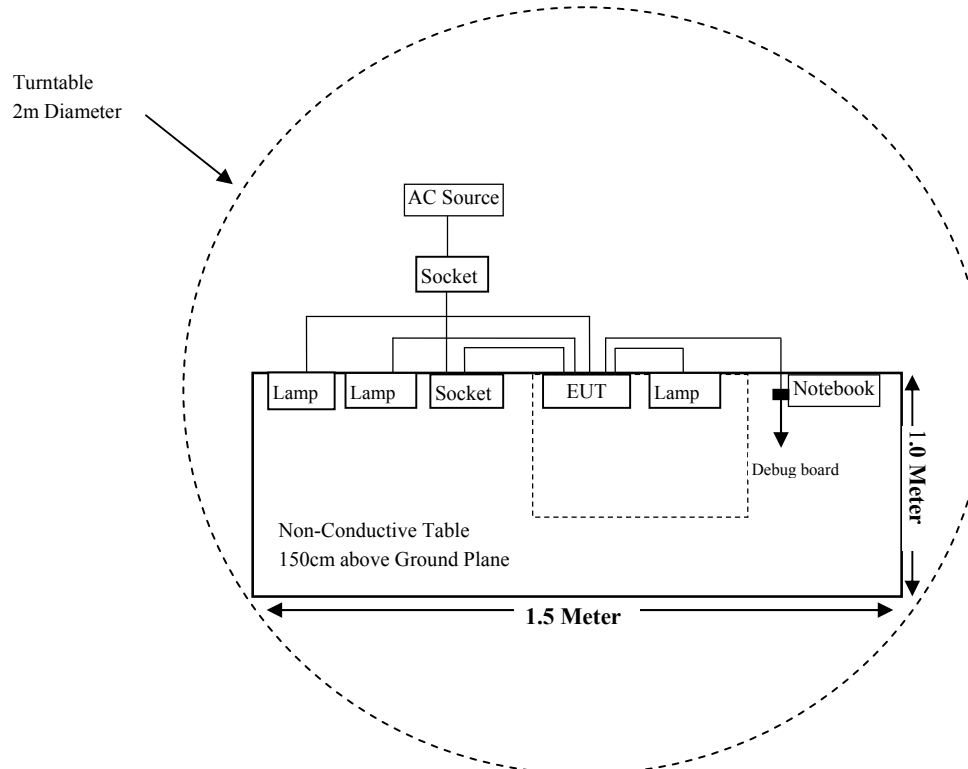 Turntable
2m Diameter
AC Source
Socket
Lamp
Lamp
Socket
EUT
Lamp
Notebook
Debug board
1.0 Meter
Non-Conductive Table
150cm above Ground Plane
1.5 Meter